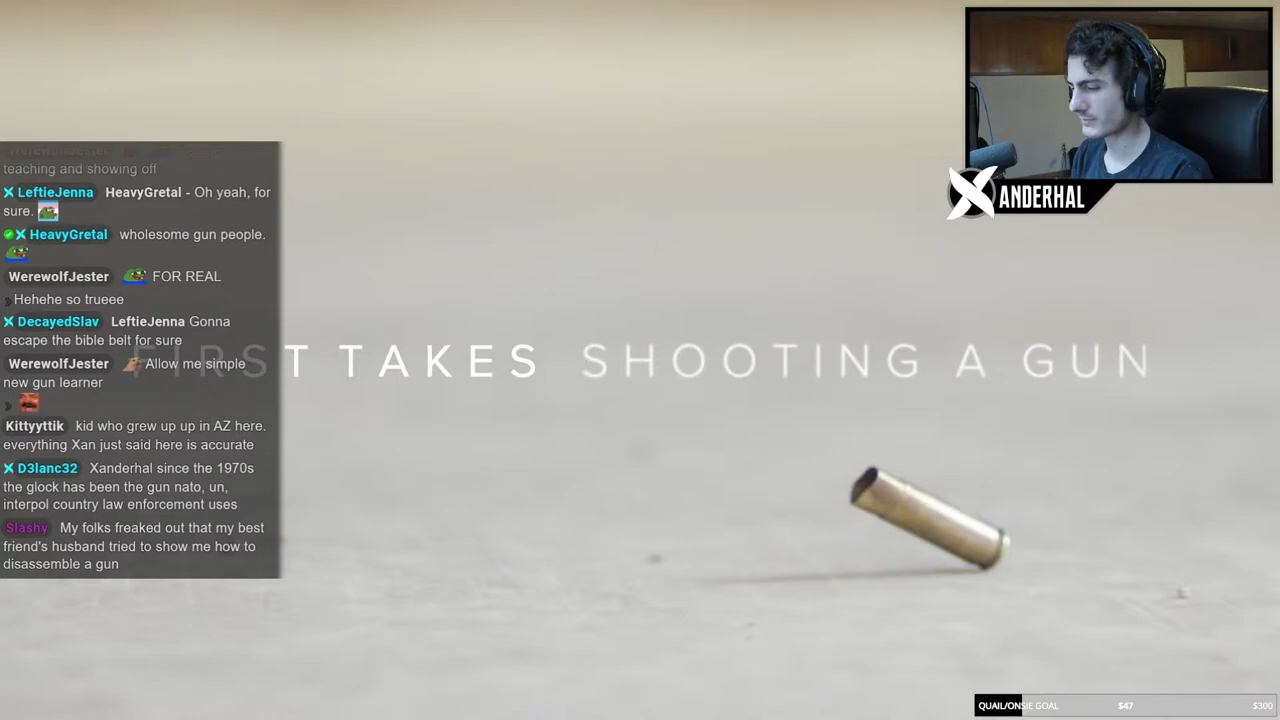 teaching and showing off
LeftieJenna HeavyGretal - Oh yeah, for
sure.
HeavyGretal wholesome gun people.
WerewolfJester FOR REAL
Hehehe so trueee
DecayedSlav LeftieJenna Gonna
escape the bible belt for sure
WerewolfJester Allow me simple
new gun learner
Kittyyttik kid who grew up up in AZ here.
everything Xan just said here is accurate
D3lanc32 Xanderhal since the 1970s
the glock has been the gun nato, un,
interpol country law enforcement uses
Slashy My folks freaked out that my best
friend's husband tried to show me how to
disassemble a gun
FIRST TAKES SHOOTING A GUN
XANDERHAL
QUAIL/ONSIE GOAL $47 $300